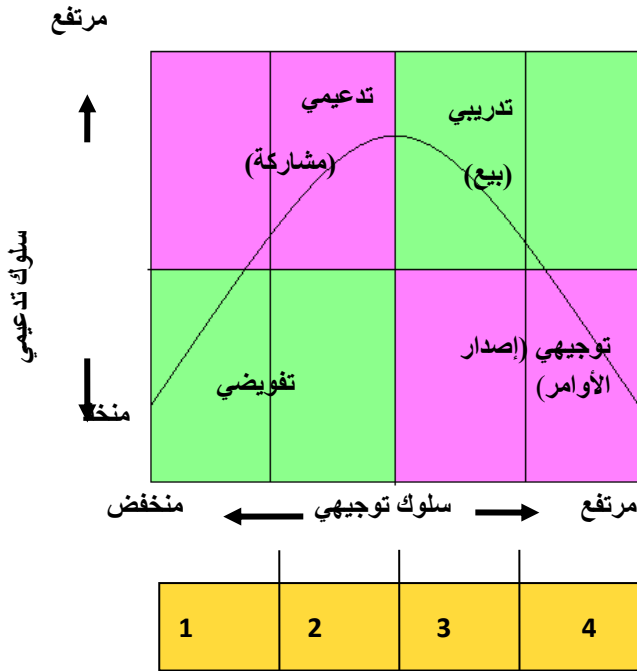 مرتفع
تدعيمي
(مشاركة)
تدريبي
(بيع)
سلوك تدعيمي
تفويضي
توجيهي (إصدار
الأوامر)
منخف
منخفض
سلوك توجيهي
مرتفع
1
2
3
4